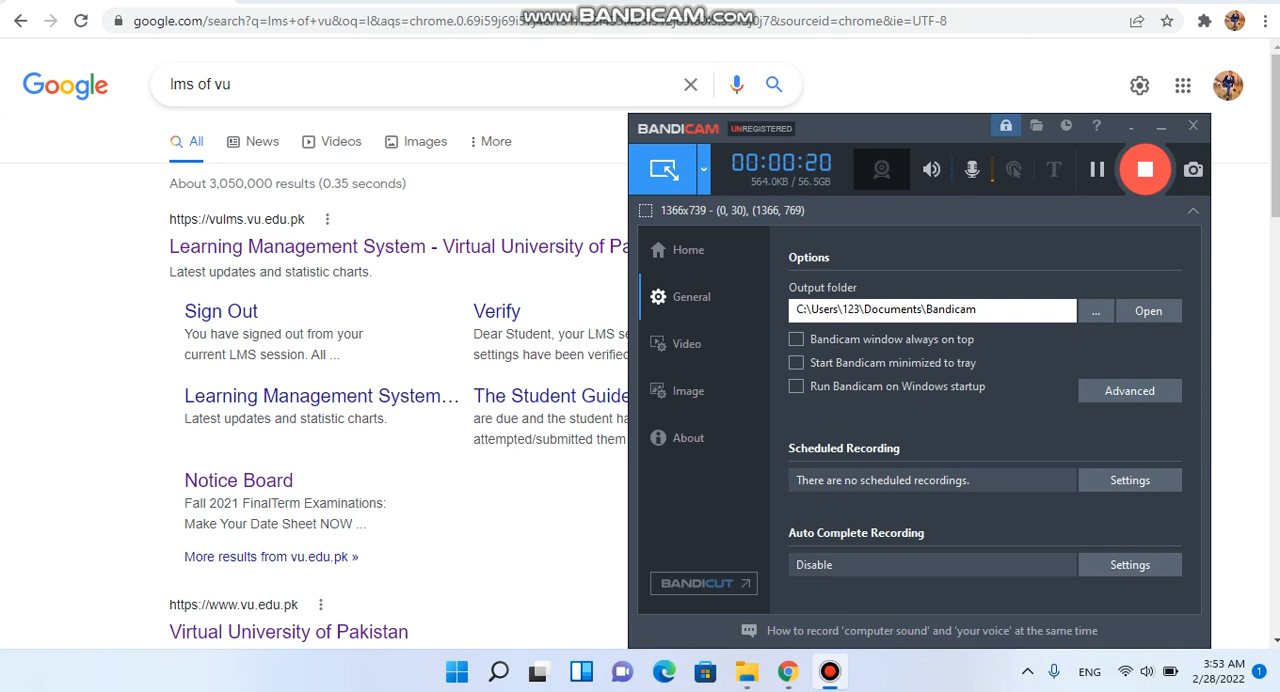 google.com/search?q=lms+of+vu&oq=l&aqs=chrome.0.69i59j69i
j0j7&sourceid=chrome&ie=UTF-8
www.BANDICAM.com
Google
lms of vu
All
News
Videos
Images
More
About 3,050,000 results (0.35 seconds)
https://vulms.vu.edu.pk
Learning Management System - Virtual University of Pa
Latest updates and statistic charts.
Sign Out
You have signed out from your
current LMS session. All ...
Verify
Dear Student, your LMS s
settings have been verified
Learning Management System...
Latest updates and statistic charts.
The Student Guide
are due and the student ha
attempted/submitted them
Notice Board
Fall 2021 FinalTerm Examinations:
Make Your Date Sheet NOW ...
More results from vu.edu.pk »
https://www.vu.edu.pk
Virtual University of Pakistan
BANDICAM UNREGISTERED
00:00:20
564.0KB / 56.5GB
1366x739 - (0, 30), (1366, 769)
Home
General
Video
Image
About
BANDICUT
Options
Output folder
C:\Users\123\Documents\Bandicam
...
Open
Bandicam window always on top
Start Bandicam minimized to tray
Run Bandicam on Windows startup
Advanced
Scheduled Recording
There are no scheduled recordings.
Settings
Auto Complete Recording
Disable
Settings
How to record 'computer sound' and 'your voice' at the same time
ENG
3:53 AM
2/28/2022
1